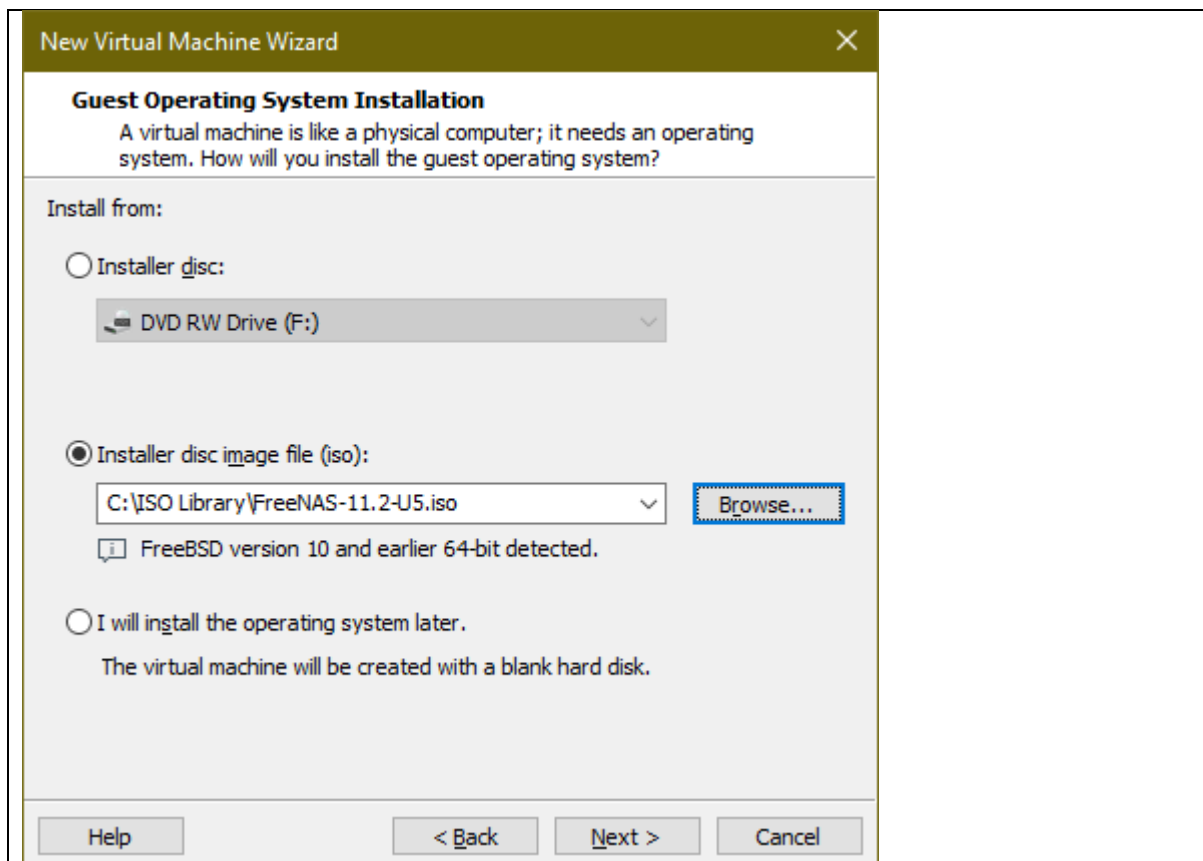 New Virtual Machine Wizard
Guest Operating System Installation
A virtual machine is like a physical computer; it needs an operating
system. How will you install the guest operating system?
Install from:
Installer disc:
DVD RW Drive (F:)
Installer disc image file (iso):
C:\ISO Library\FreeNAS-11.2-U5.iso
Browse...
FreeBSD version 10 and earlier 64-bit detected.
I will install the operating system later.
The virtual machine will be created with a blank hard disk.
Help < Back Next > Cancel